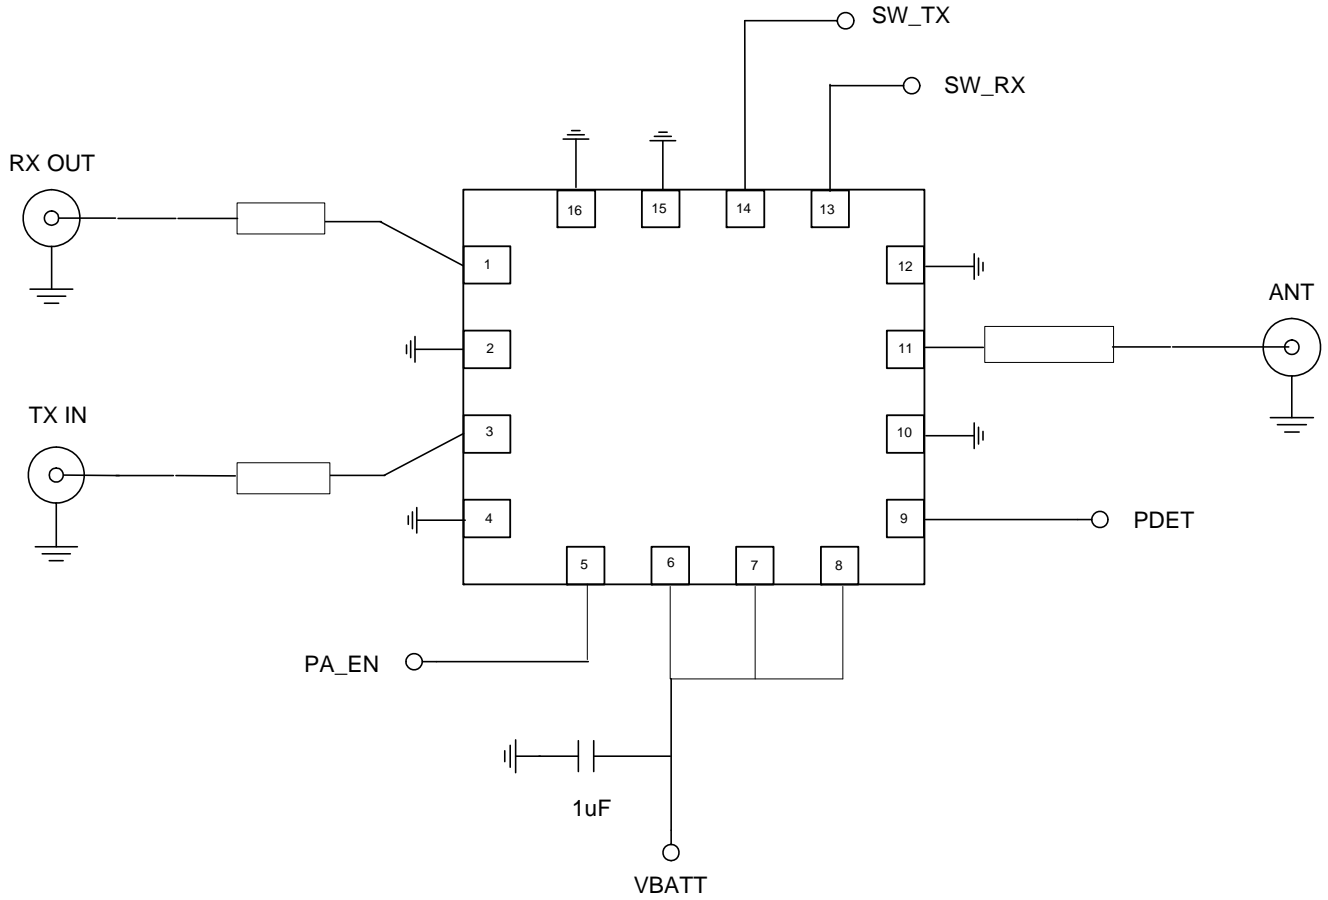 SW_TX
SW_RX
RX OUT
16 15 14 13
1
12
ANT
2
11
TX IN
3
10
4
9
PDET
5 6 7 8
PA_EN
1uF
VBATT